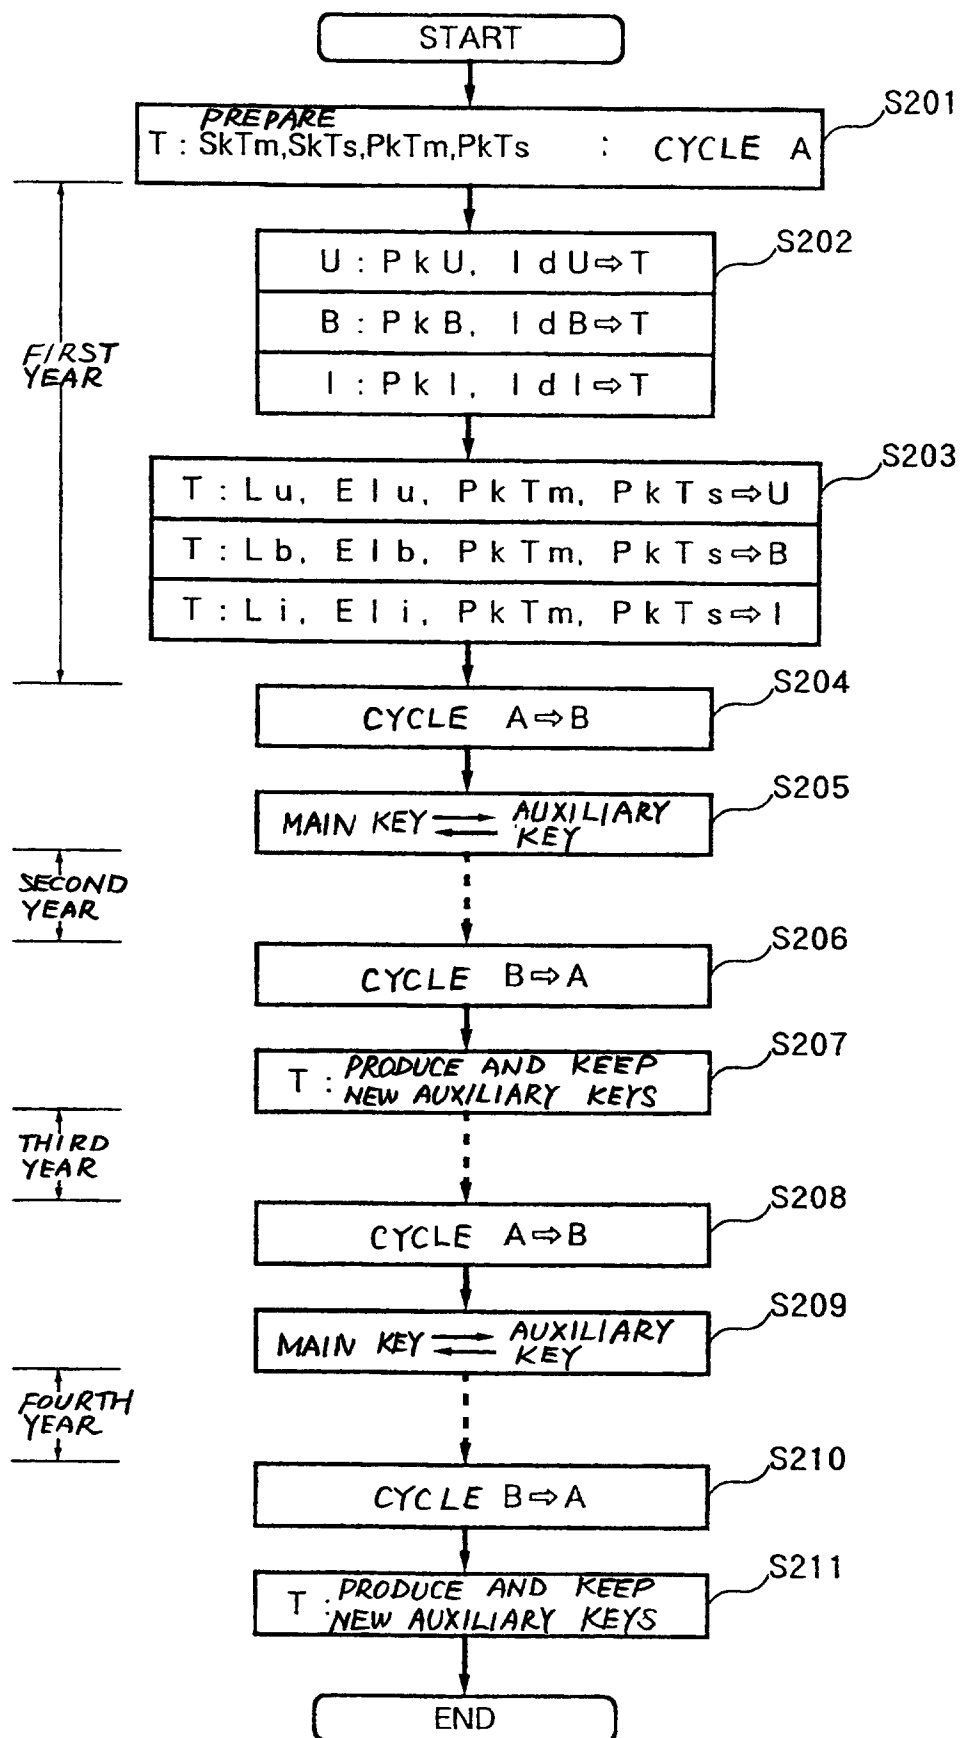 START
S201
PREPARE
T : SkTm,SkTs,PkTm,PkTs : CYCLE A
S202
U : PkU, IdU⇨T
B : PkB, IdB⇨T
I : PkI, IdI⇨T
FIRST
YEAR
S203
T : Lu, EIu, PkTm, PkTs⇨U
T : Lb, EIb, PkTm, PkTs⇨B
T : Li, EIi, PkTm, PkTs⇨I
S204
CYCLE A⇨B
S205
MAIN KEY ⇄ AUXILIARY
KEY
SECOND
YEAR
S206
CYCLE B⇨A
S207
T : PRODUCE AND KEEP
NEW AUXILIARY KEYS
THIRD
YEAR
S208
CYCLE A⇨B
S209
MAIN KEY ⇄ AUXILIARY
KEY
FOURTH
YEAR
S210
CYCLE B⇨A
S211
T : PRODUCE AND KEEP
NEW AUXILIARY KEYS
END